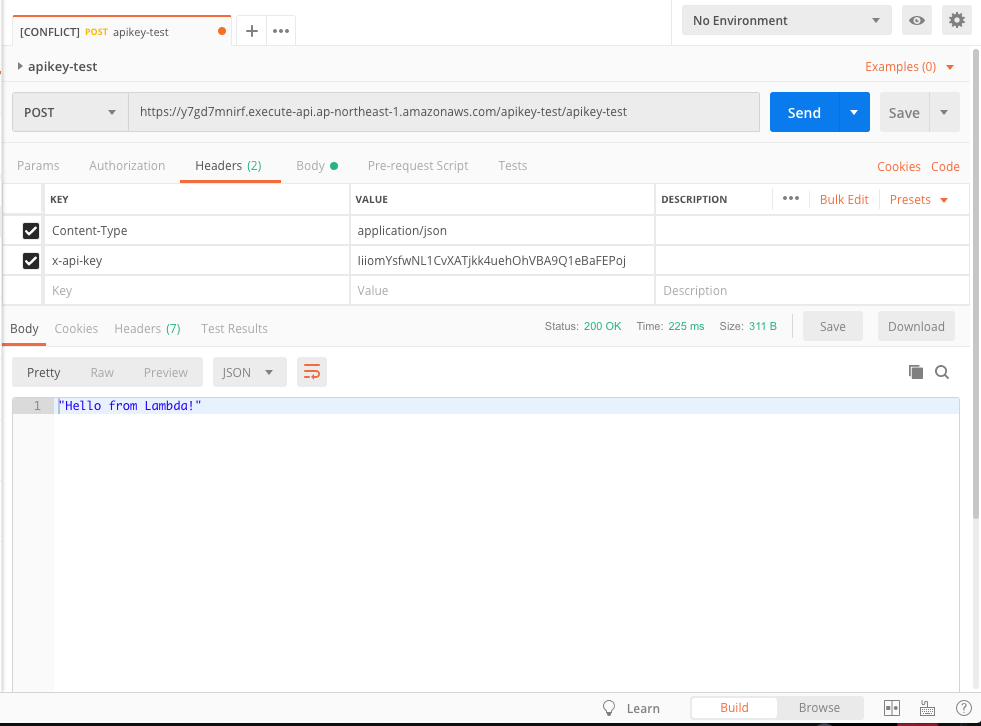 [CONFLICT] POST apikey-test
No Environment
apikey-test
Examples (0)
POST
https://y7gd7mnirf.execute-api.ap-northeast-1.amazonaws.com/apikey-test/apikey-test
Send
Save
Params Authorization Headers (2) Body Pre-request Script Tests
Cookies Code
KEY VALUE DESCRIPTION ••• Bulk Edit Presets
Content-Type application/json
x-api-key IiiomYsfwNL1CvXATjkk4uehOhVBA9Q1eBaFEPoj
Key Value Description
Body Cookies Headers (7) Test Results
Status: 200 OK Time: 225 ms Size: 311 B Save Download
Pretty Raw Preview JSON
1 "Hello from Lambda!"
Learn Build Browse